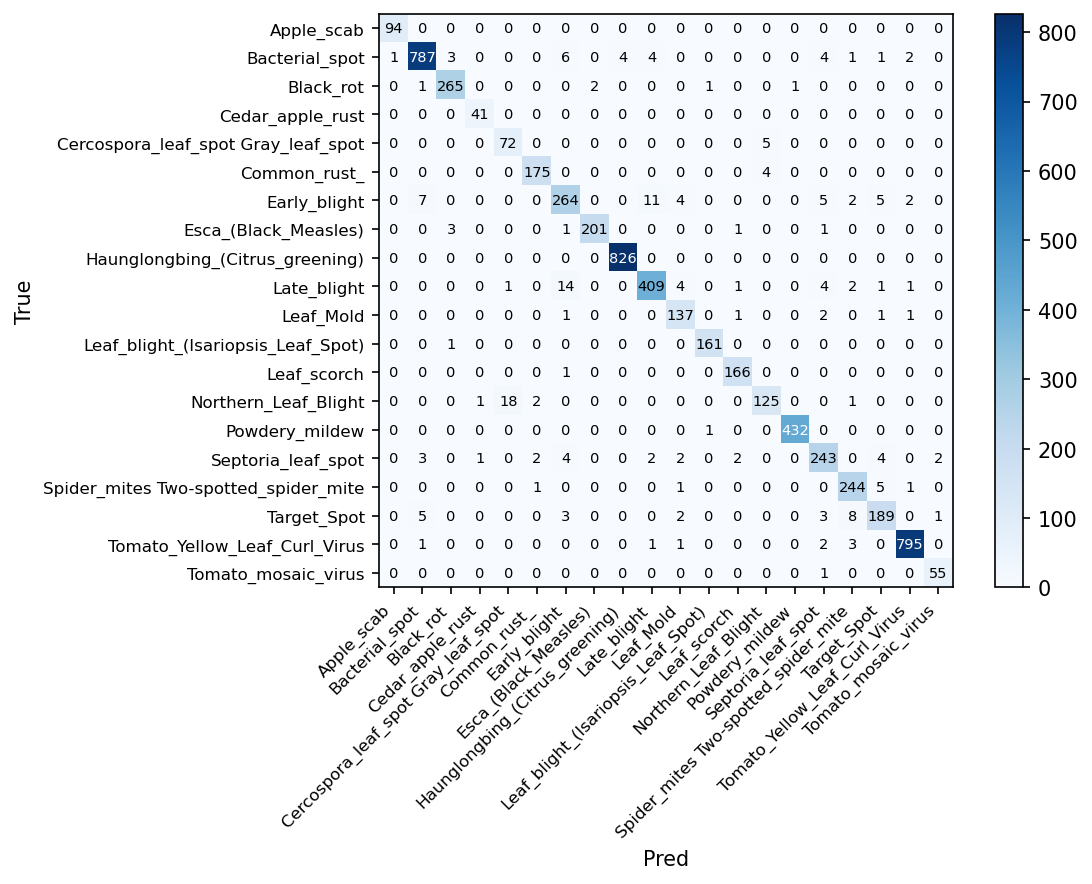 Apple_scab 94 0 0 0 0 0 0 0 0 0 0 0 0 0 0 0 0 0 0 0
Bacterial_spot 1 787 3 0 0 0 6 0 4 4 0 0 0 0 0 4 1 1 2 0
Black_rot 0 1 265 0 0 0 0 2 0 0 0 1 0 0 1 0 0 0 0 0
Cedar_apple_rust 0 0 0 41 0 0 0 0 0 0 0 0 0 0 0 0 0 0 0 0
Cercospora_leaf_spot Gray_leaf_spot 0 0 0 0 72 0 0 0 0 0 0 0 0 5 0 0 0 0 0 0
Common_rust_ 0 0 0 0 0 175 0 0 0 0 0 0 0 4 0 0 0 0 0 0
Early_blight 0 7 0 0 0 0 264 0 0 11 4 0 0 0 0 5 2 5 2 0
Esca_(Black_Measles) 0 0 3 0 0 0 1 201 0 0 0 0 1 0 0 1 0 0 0 0
Haunglongbing_(Citrus_greening) 0 0 0 0 0 0 0 0 826 0 0 0 0 0 0 0 0 0 0 0
Late_blight 0 0 0 0 1 0 14 0 0 409 4 0 1 0 0 4 2 1 1 0
Leaf_Mold 0 0 0 0 0 0 1 0 0 0 137 0 1 0 0 2 0 1 1 0
Leaf_blight_(Isariopsis_Leaf_Spot) 0 0 1 0 0 0 0 0 0 0 0 161 0 0 0 0 0 0 0 0
Leaf_scorch 0 0 0 0 0 0 1 0 0 0 0 0 166 0 0 0 0 0 0 0
Northern_Leaf_Blight 0 0 0 1 18 2 0 0 0 0 0 0 0 125 0 0 1 0 0 0
Powdery_mildew 0 0 0 0 0 0 0 0 0 0 0 1 0 0 432 0 0 0 0 0
Septoria_leaf_spot 0 3 0 1 0 2 4 0 0 2 2 0 2 0 0 243 0 4 0 2
Spider_mites Two-spotted_spider_mite 0 0 0 0 0 1 0 0 0 0 1 0 0 0 0 0 244 5 1 0
Target_Spot 0 5 0 0 0 0 3 0 0 0 2 0 0 0 0 3 8 189 0 1
Tomato_Yellow_Leaf_Curl_Virus 0 1 0 0 0 0 0 0 0 1 1 0 0 0 0 2 3 0 795 0
Tomato_mosaic_virus 0 0 0 0 0 0 0 0 0 0 0 0 0 0 0 1 0 0 0 55
True
Apple_scab
Bacterial_spot
Black_rot
Cedar_apple_rust
Cercospora_leaf_spot Gray_leaf_spot
Common_rust_
Early_blight
Esca_(Black_Measles)
Haunglongbing_(Citrus_greening)
Late_blight
Leaf_Mold
Leaf_blight_(Isariopsis_Leaf_Spot)
Leaf_scorch
Northern_Leaf_Blight
Powdery_mildew
Septoria_leaf_spot
Spider_mites Two-spotted_spider_mite
Target_Spot
Tomato_Yellow_Leaf_Curl_Virus
Tomato_mosaic_virus
Pred
800
700
600
500
400
300
200
100
0